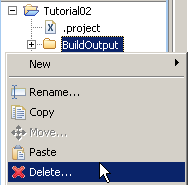 Tutorial02
.project
BuildOutput
New
Rename...
Copy
Move...
Paste
Delete...